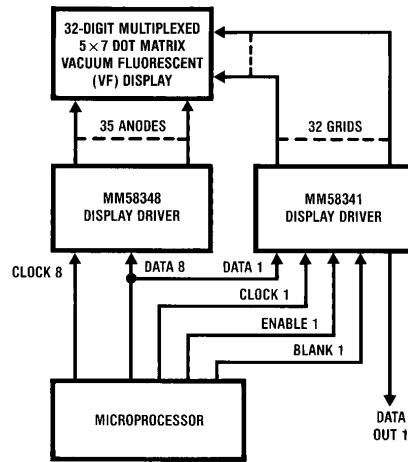 32-DIGIT MULTIPLEXED
5 × 7 DOT MATRIX
VACUUM FLUORESCENT
(VF) DISPLAY
35 ANODES
32 GRIDS
MM58348
DISPLAY DRIVER
MM58341
DISPLAY DRIVER
CLOCK 8
DATA 8
DATA 1
CLOCK 1
ENABLE 1
BLANK 1
MICROPROCESSOR
DATA
OUT 1